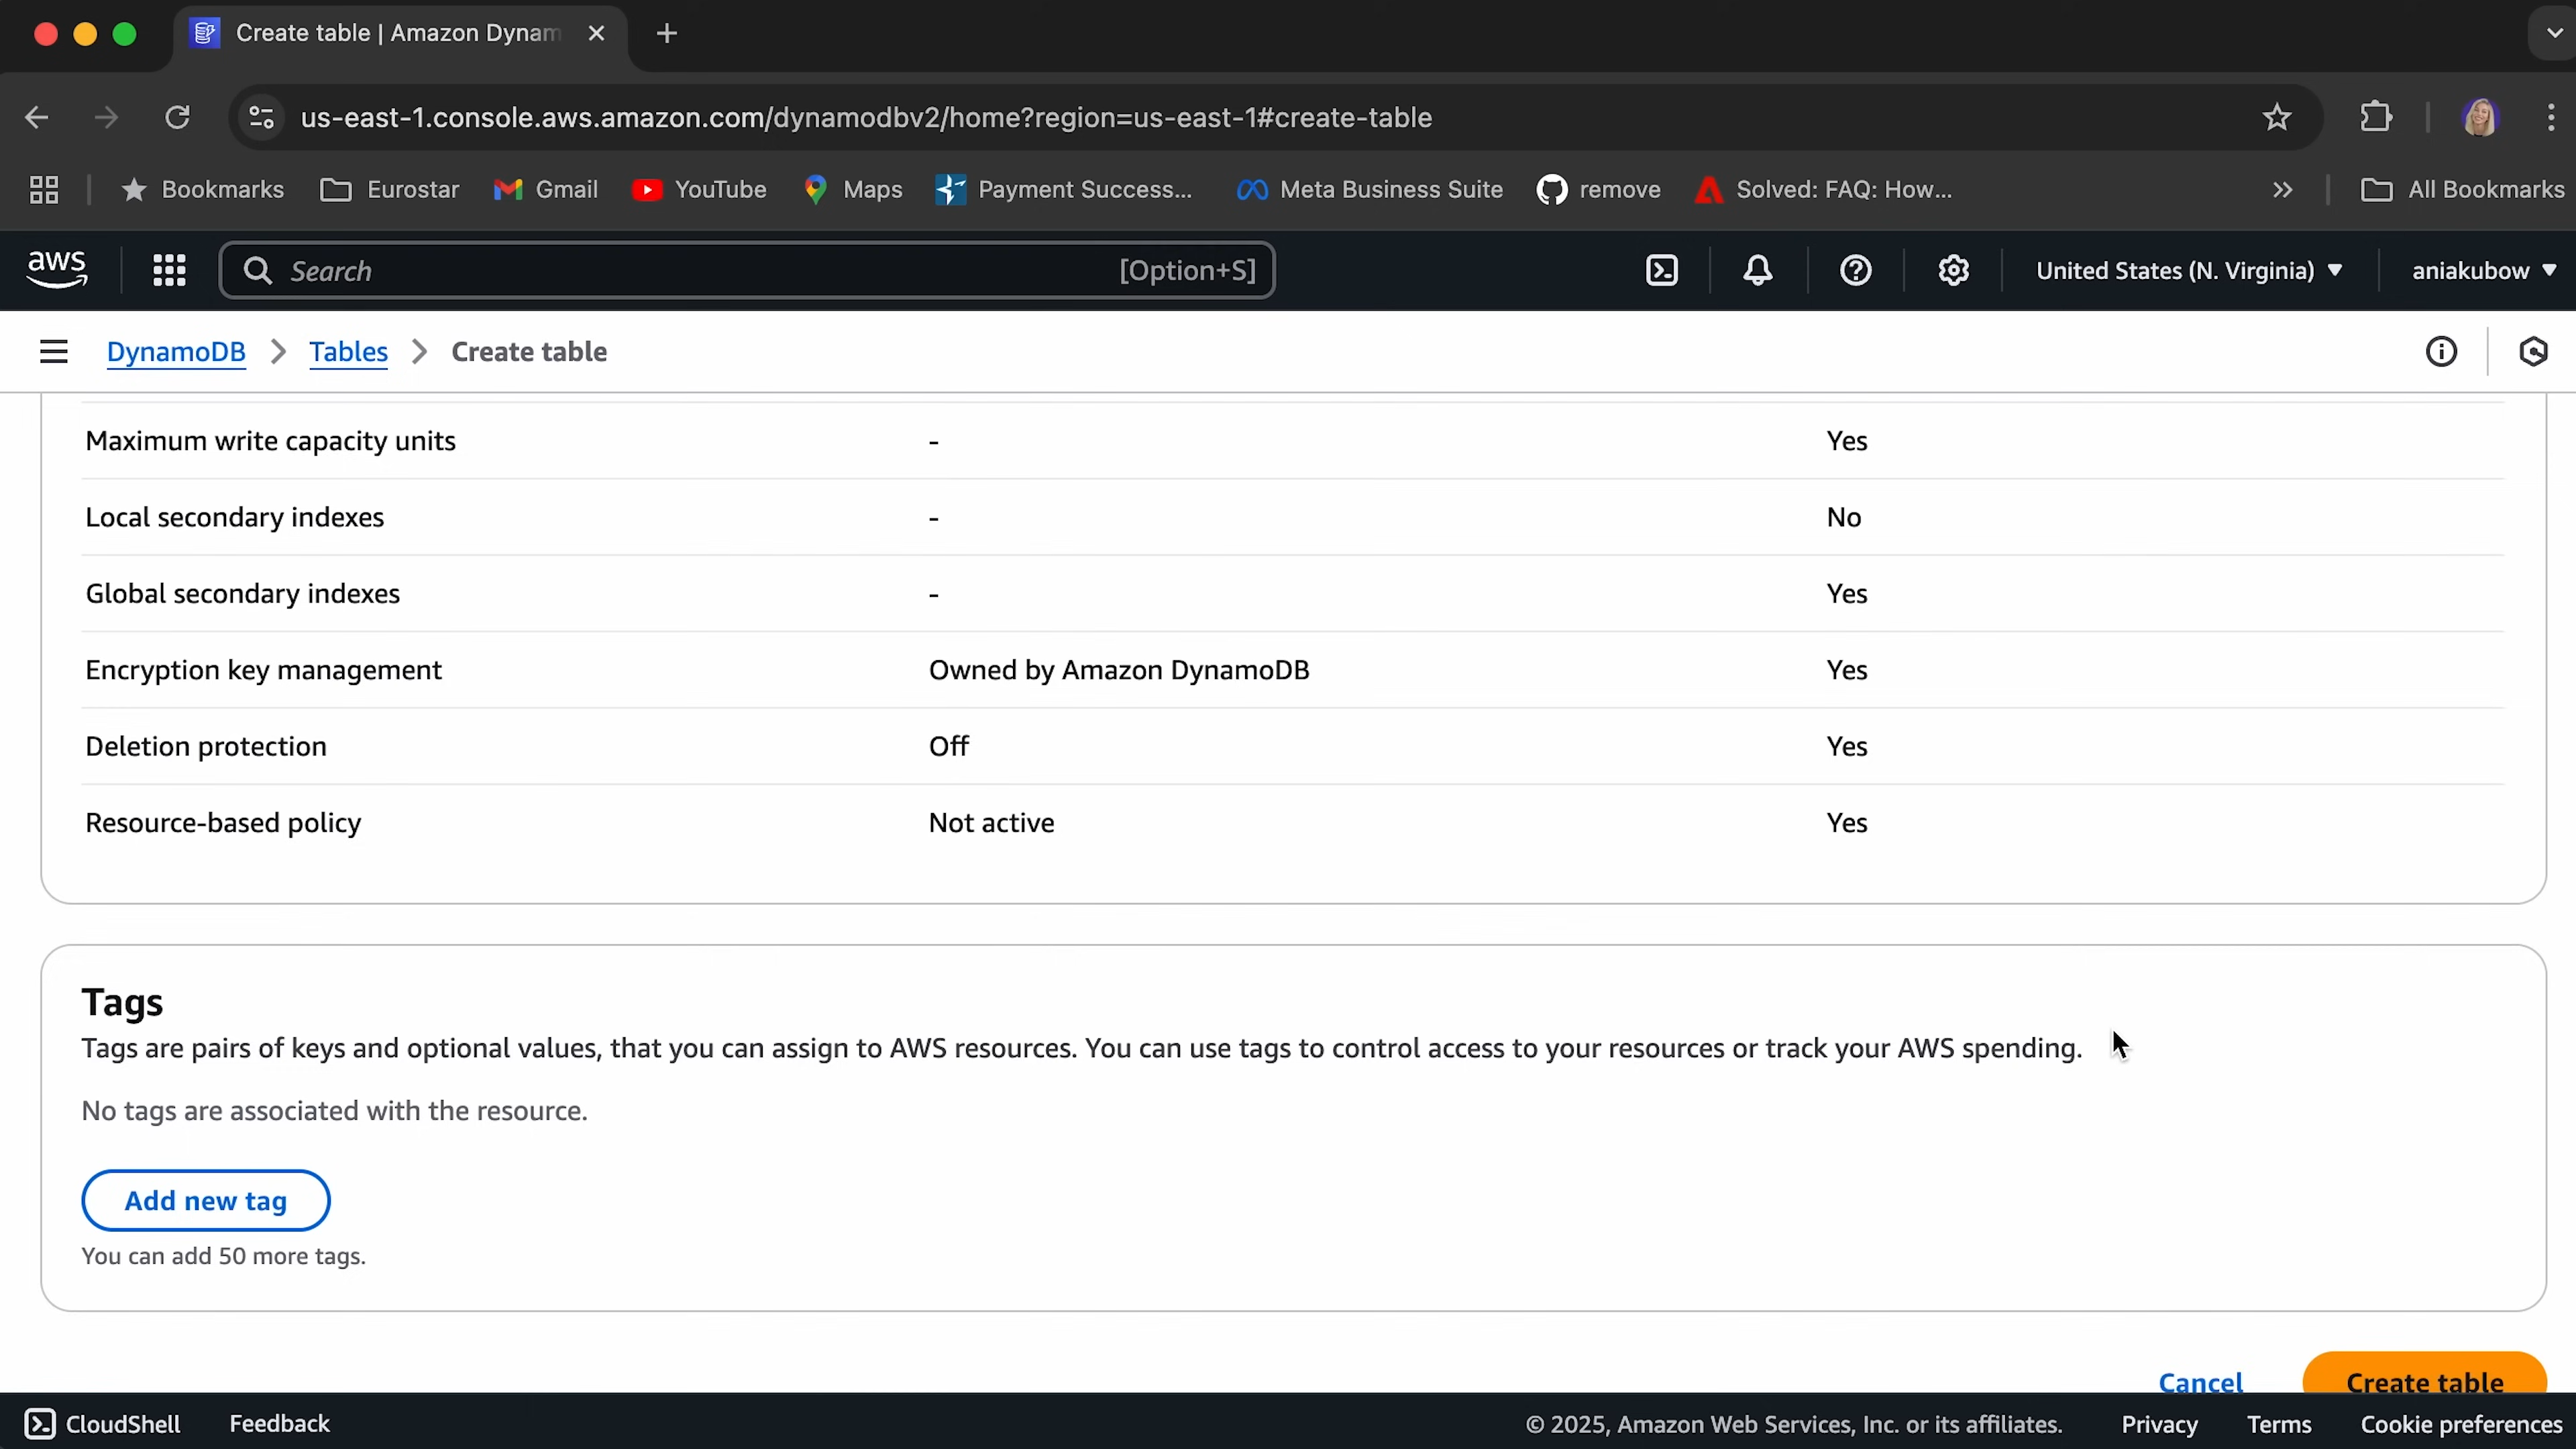 Create table | Amazon Dynam
us-east-1.console.aws.amazon.com/dynamodbv2/home?region=us-east-1#create-table
Bookmarks Eurostar Gmail YouTube Maps Payment Success... Meta Business Suite remove Solved: FAQ: How... All Bookmarks
aws Search [Option+S] United States (N. Virginia) aniakubow
DynamoDB Tables Create table
Maximum write capacity units - Yes
Local secondary indexes - No
Global secondary indexes - Yes
Encryption key management Owned by Amazon DynamoDB Yes
Deletion protection Off Yes
Resource-based policy Not active Yes
Tags
Tags are pairs of keys and optional values, that you can assign to AWS resources. You can use tags to control access to your resources or track your AWS spending.
No tags are associated with the resource.
Add new tag
You can add 50 more tags.
Cancel Create table
CloudShell Feedback © 2025, Amazon Web Services, Inc. or its affiliates. Privacy Terms Cookie preferences